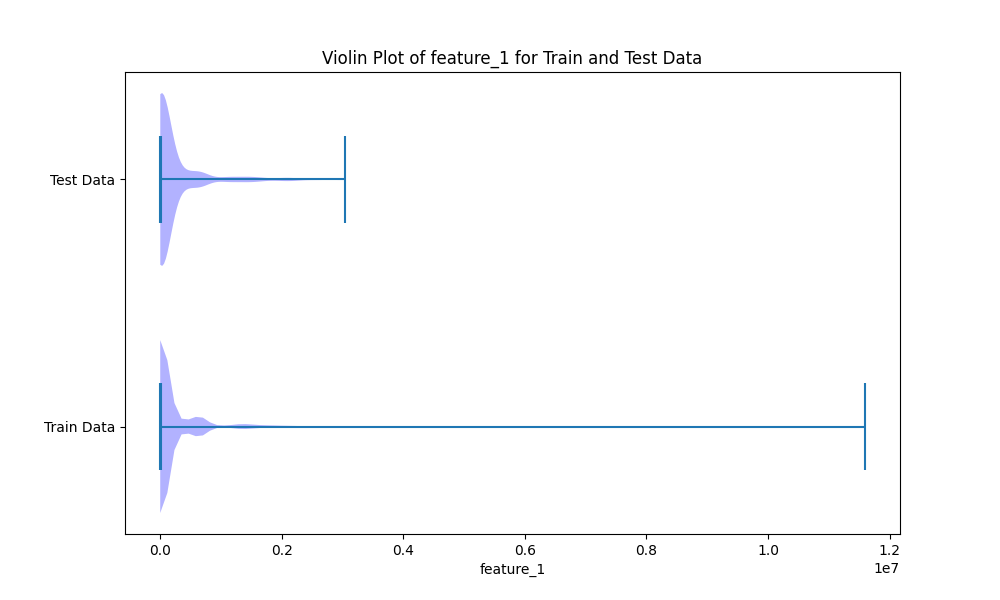 Violin Plot of feature_1 for Train and Test Data
Test Data
Train Data
0.0 0.2 0.4 0.6 0.8 1.0 1.2
1e7
feature_1